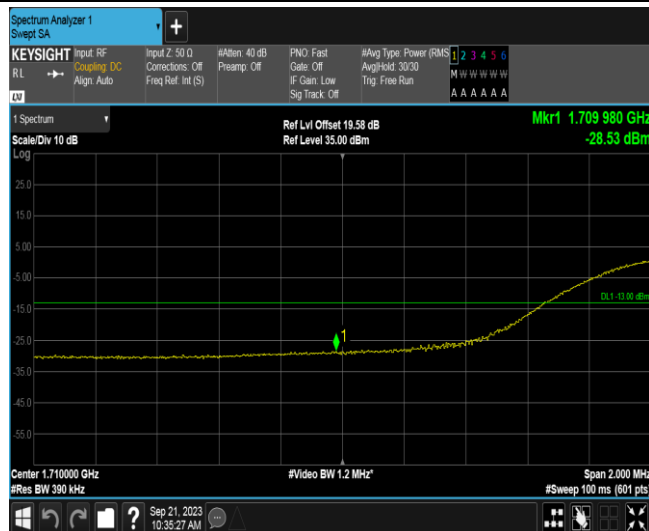 Spectrum Analyzer 1
Swept SA
KEYSIGHT
RL
Input: RF
Coupling: DC
Align: Auto
Input Z: 50 Ω
Corrections: Off
Freq Ref: Int (S)
#Atten: 40 dB
Preamp: Off
PNO: Fast
Gate: Off
IF Gain: Low
Sig Track: Off
#Avg Type: Power (RMS
Avg|Hold: 30/30
Trig: Free Run
1 2 3 4 5 6
M W W W W W
A A A A A A
1 Spectrum
Scale/Div 10 dB
Log
Ref Lvl Offset 19.58 dB
Ref Level 35.00 dBm
Mkr1 1.709 980 GHz
-28.53 dBm
25.0
15.0
5.00
-5.00
-15.0
-25.0
-35.0
-45.0
-55.0
1
DL1 -13.00 dBm
Center 1.710000 GHz
#Res BW 390 kHz
#Video BW 1.2 MHz*
Span 2.000 MHz
#Sweep 100 ms (601 pts)
?
Sep 21, 2023
10:35:27 AM